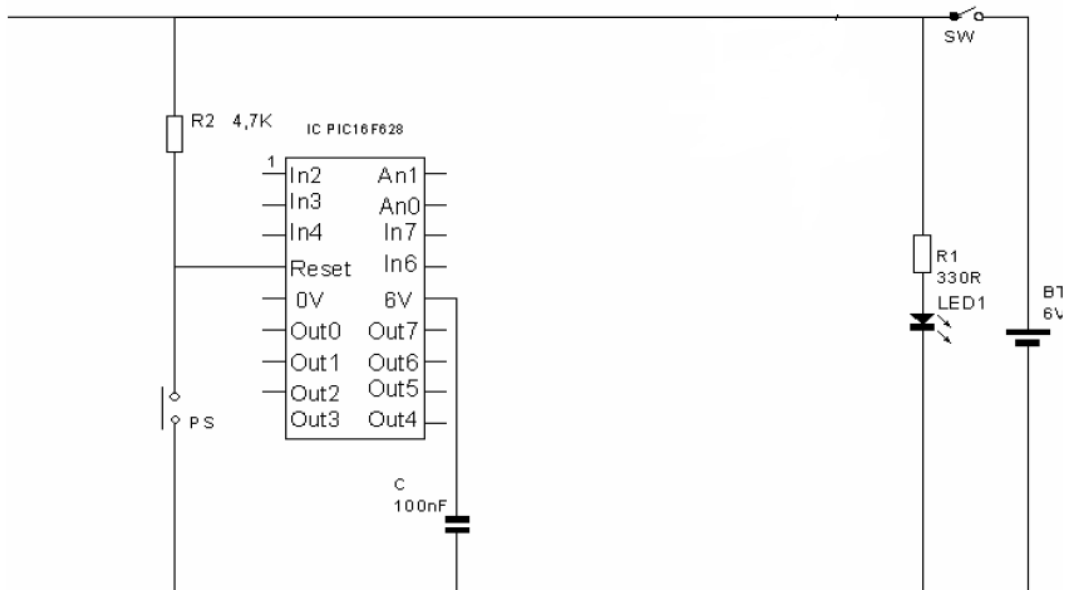 SW
R2 4,7K
IC PIC16F628
1
In2 An1
In3 An0
In4 In7
Reset In6
0V 6V
Out0 Out7
Out1 Out6
Out2 Out5
Out3 Out4
R1
330R
LED1
BT
6V
PS
C
100nF